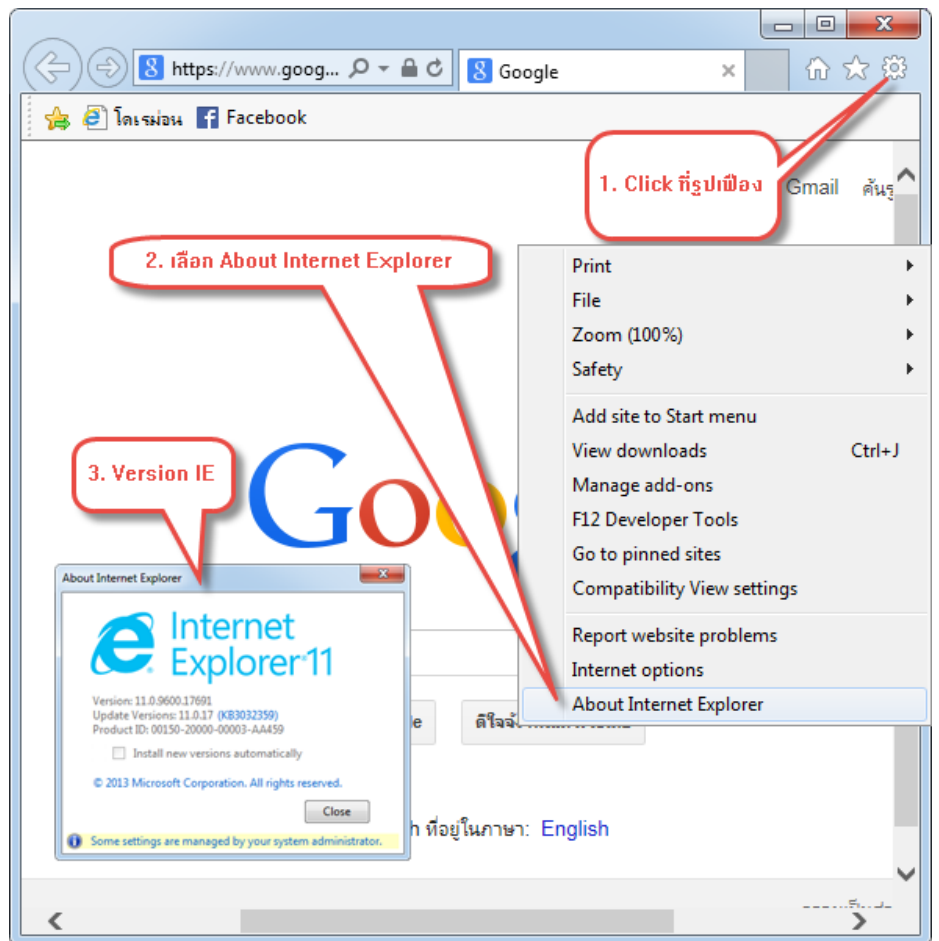 https://www.goog...
Google
โดเรม่อน
Facebook
1. Click ที่รูปเฟือง
Gmail
2. เลือก About Internet Explorer
Print
File
Zoom (100%)
Safety
Add site to Start menu
View downloads Ctrl+J
Manage add-ons
F12 Developer Tools
Go to pinned sites
Compatibility View settings
Report website problems
Internet options
About Internet Explorer
3. Version IE
About Internet Explorer
Internet
Explorer 11
Version: 11.0.9600.17691
Update Versions: 11.0.17 (KB3032359)
Product ID: 00150-20000-00003-AA459
Install new versions automatically
© 2013 Microsoft Corporation. All rights reserved.
Close
Some settings are managed by your system administrator.
ที่อยู่ในภาษา: English